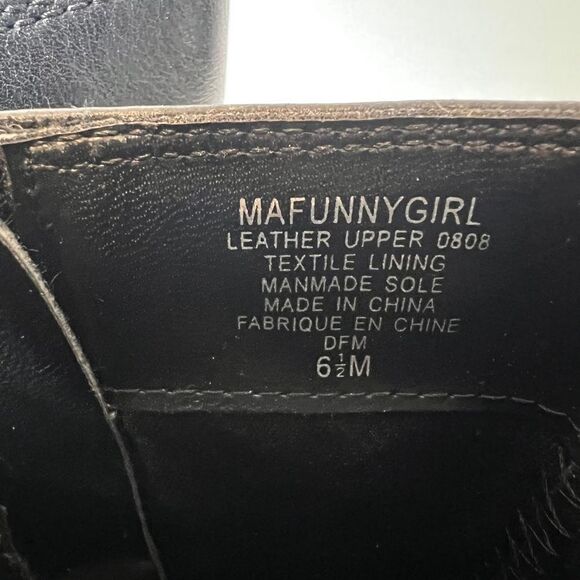 MAFUNNYGIRL
LEATHER UPPER 0808
TEXTILE LINING
MANMADE SOLE
MADE IN CHINA
FABRIQUE EN CHINE
DFM
6½M